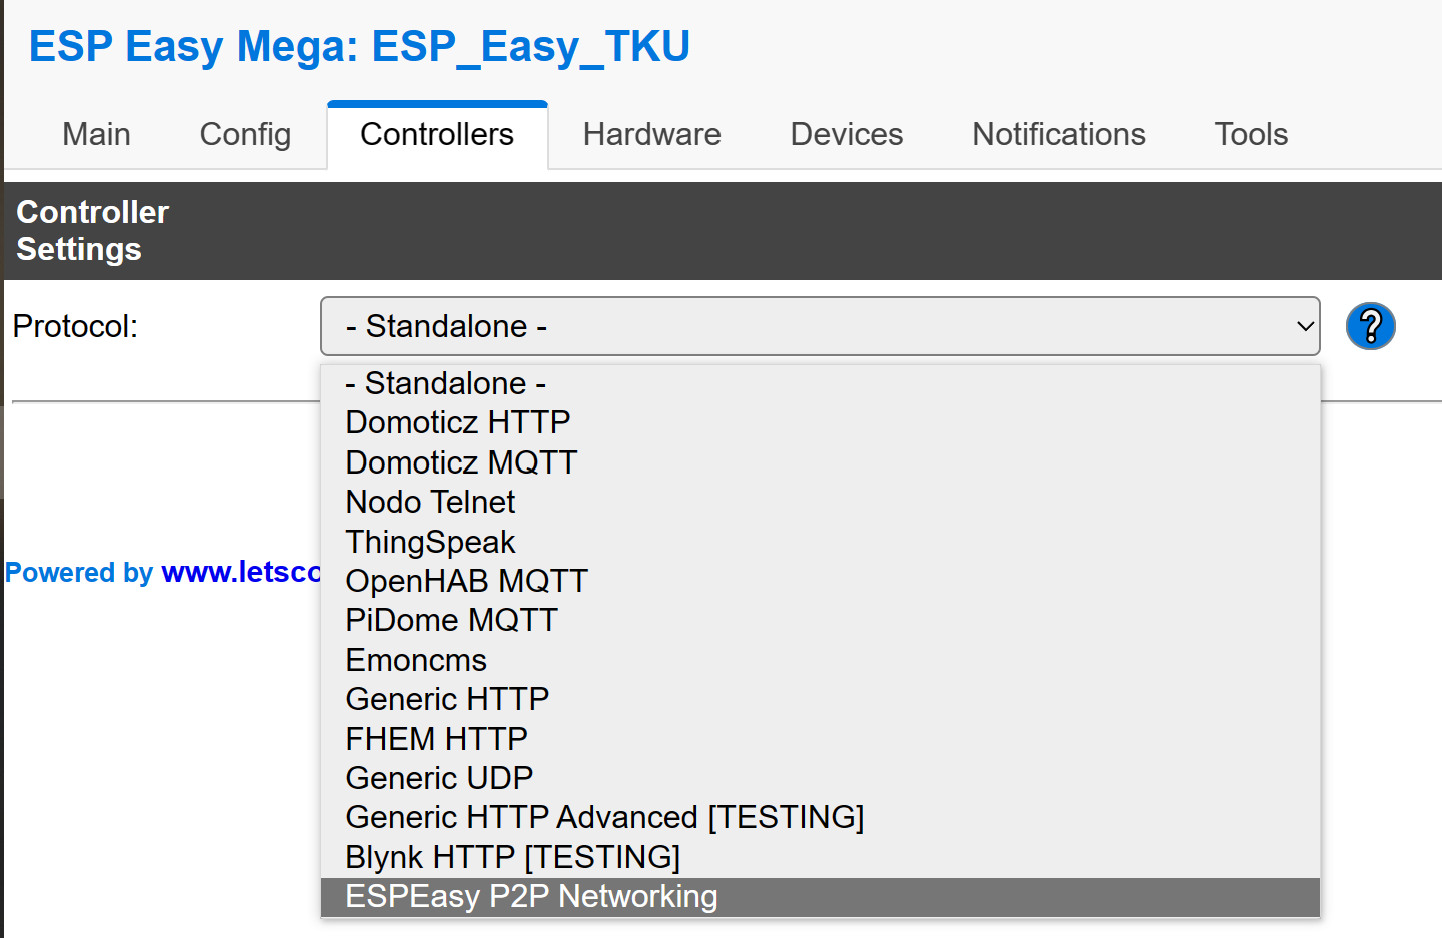 ESP Easy Mega: ESP_Easy_TKU
Main Config Controllers Hardware Devices Notifications Tools
Controller
Settings
Protocol: - Standalone - ?
- Standalone -
Domoticz HTTP
Domoticz MQTT
Nodo Telnet
ThingSpeak
Powered by www.letsco
OpenHAB MQTT
PiDome MQTT
Emoncms
Generic HTTP
FHEM HTTP
Generic UDP
Generic HTTP Advanced [TESTING]
Blynk HTTP [TESTING]
ESPEasy P2P Networking